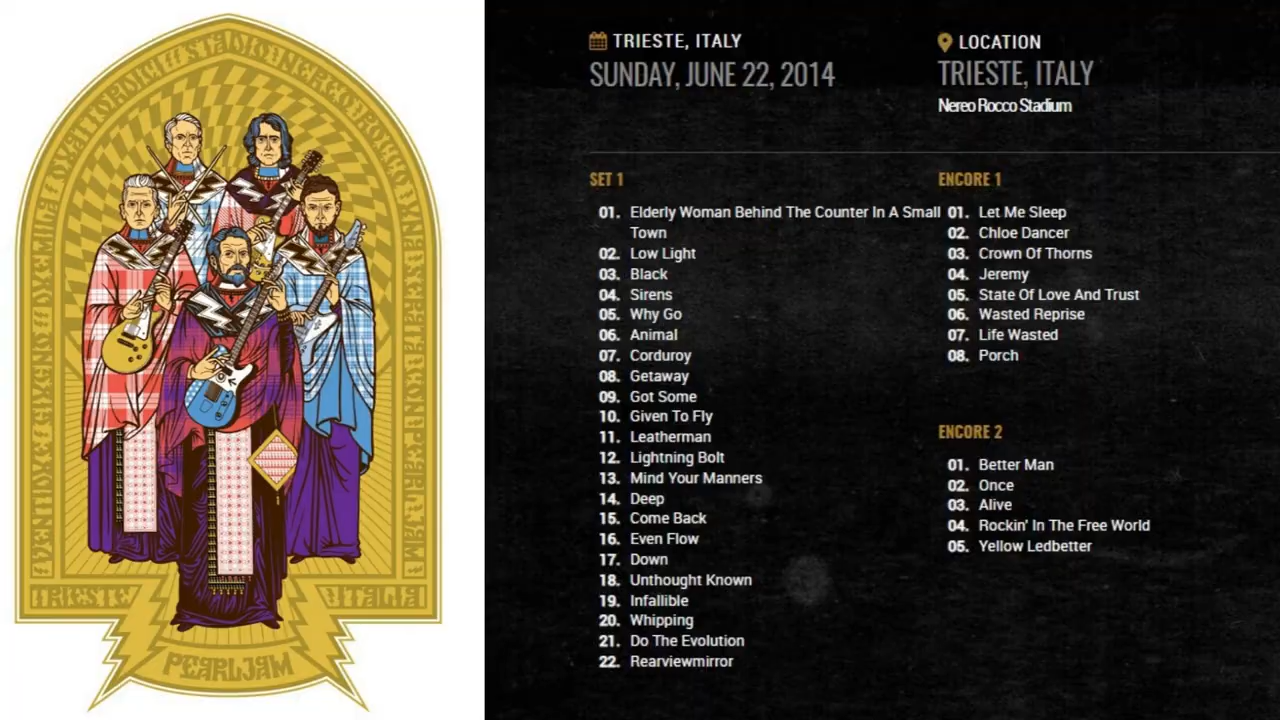 TRIESTE
ITALIA
PEARL JAM
TRIESTE, ITALY
SUNDAY, JUNE 22, 2014
LOCATION
TRIESTE, ITALY
Nereo Rocco Stadium
SET 1
01. Elderly Woman Behind The Counter In A Small
Town
02. Low Light
03. Black
04. Sirens
05. Why Go
06. Animal
07. Corduroy
08. Getaway
09. Got Some
10. Given To Fly
11. Leatherman
12. Lightning Bolt
13. Mind Your Manners
14. Deep
15. Come Back
16. Even Flow
17. Down
18. Unthought Known
19. Infallible
20. Whipping
21. Do The Evolution
22. Rearviewmirror
ENCORE 1
01. Let Me Sleep
02. Chloe Dancer
03. Crown Of Thorns
04. Jeremy
05. State Of Love And Trust
06. Wasted Reprise
07. Life Wasted
08. Porch
ENCORE 2
01. Better Man
02. Once
03. Alive
04. Rockin' In The Free World
05. Yellow Ledbetter